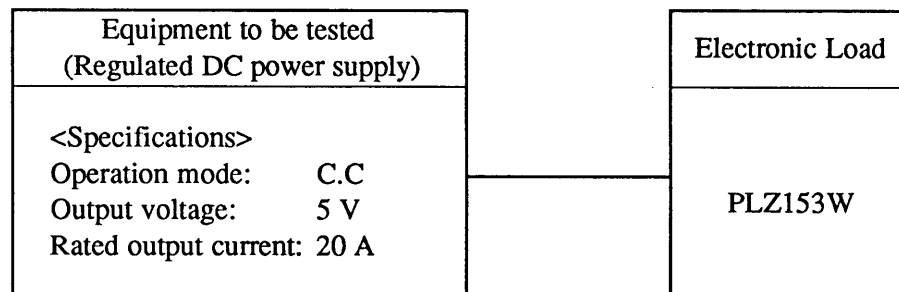 Equipment to be tested
(Regulated DC power supply)
<Specifications>
Operation mode: C.C
Output voltage: 5 V
Rated output current: 20 A
Electronic Load
PLZ153W